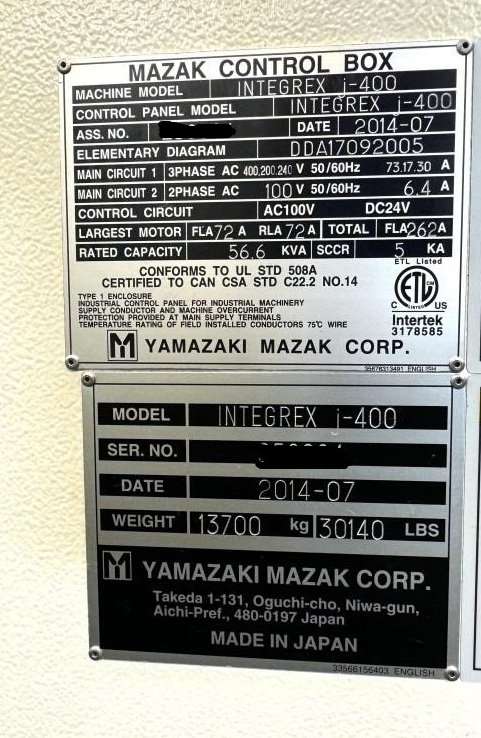 MAZAK CONTROL BOX
MACHINE MODEL INTEGREX j-400
CONTROL PANEL MODEL INTEGREX j-400
ASS. NO. DATE 2014-07
ELEMENTARY DIAGRAM DDA17092005
MAIN CIRCUIT 1 3PHASE AC 400,200,240 V 50/60Hz 73.17.30 A
MAIN CIRCUIT 2 2PHASE AC 100 V 50/60Hz 6.4 A
CONTROL CIRCUIT AC100V DC24V
LARGEST MOTOR FLA72 A RLA 72 A TOTAL FLA262A
RATED CAPACITY 56.6 KVA SCCR 5 KA
CONFORMS TO UL STD 508A
CERTIFIED TO CAN CSA STD C22.2 NO.14
TYPE 1 ENCLOSURE
INDUSTRIAL CONTROL PANEL FOR INDUSTRIAL MACHINERY
SUPPLY CONDUCTOR AND MACHINE OVERCURRENT
PROTECTION PROVIDED AT MAIN SUPPLY TERMINALS
TEMPERATURE RATING OF FIELD INSTALLED CONDUCTORS 75℃ WIRE
ETL Listed
ETL
LISTED
C US
Intertek
3178585
M YAMAZAKI MAZAK CORP.
35676313491 ENGLISH
MODEL INTEGREX j-400
SER. NO.
DATE 2014-07
WEIGHT 13700 kg 30140 LBS
M YAMAZAKI MAZAK CORP.
Takeda 1-131, Oguchi-cho, Niwa-gun,
Aichi-Pref., 480-0197 Japan
MADE IN JAPAN
33566156403 ENGLISH